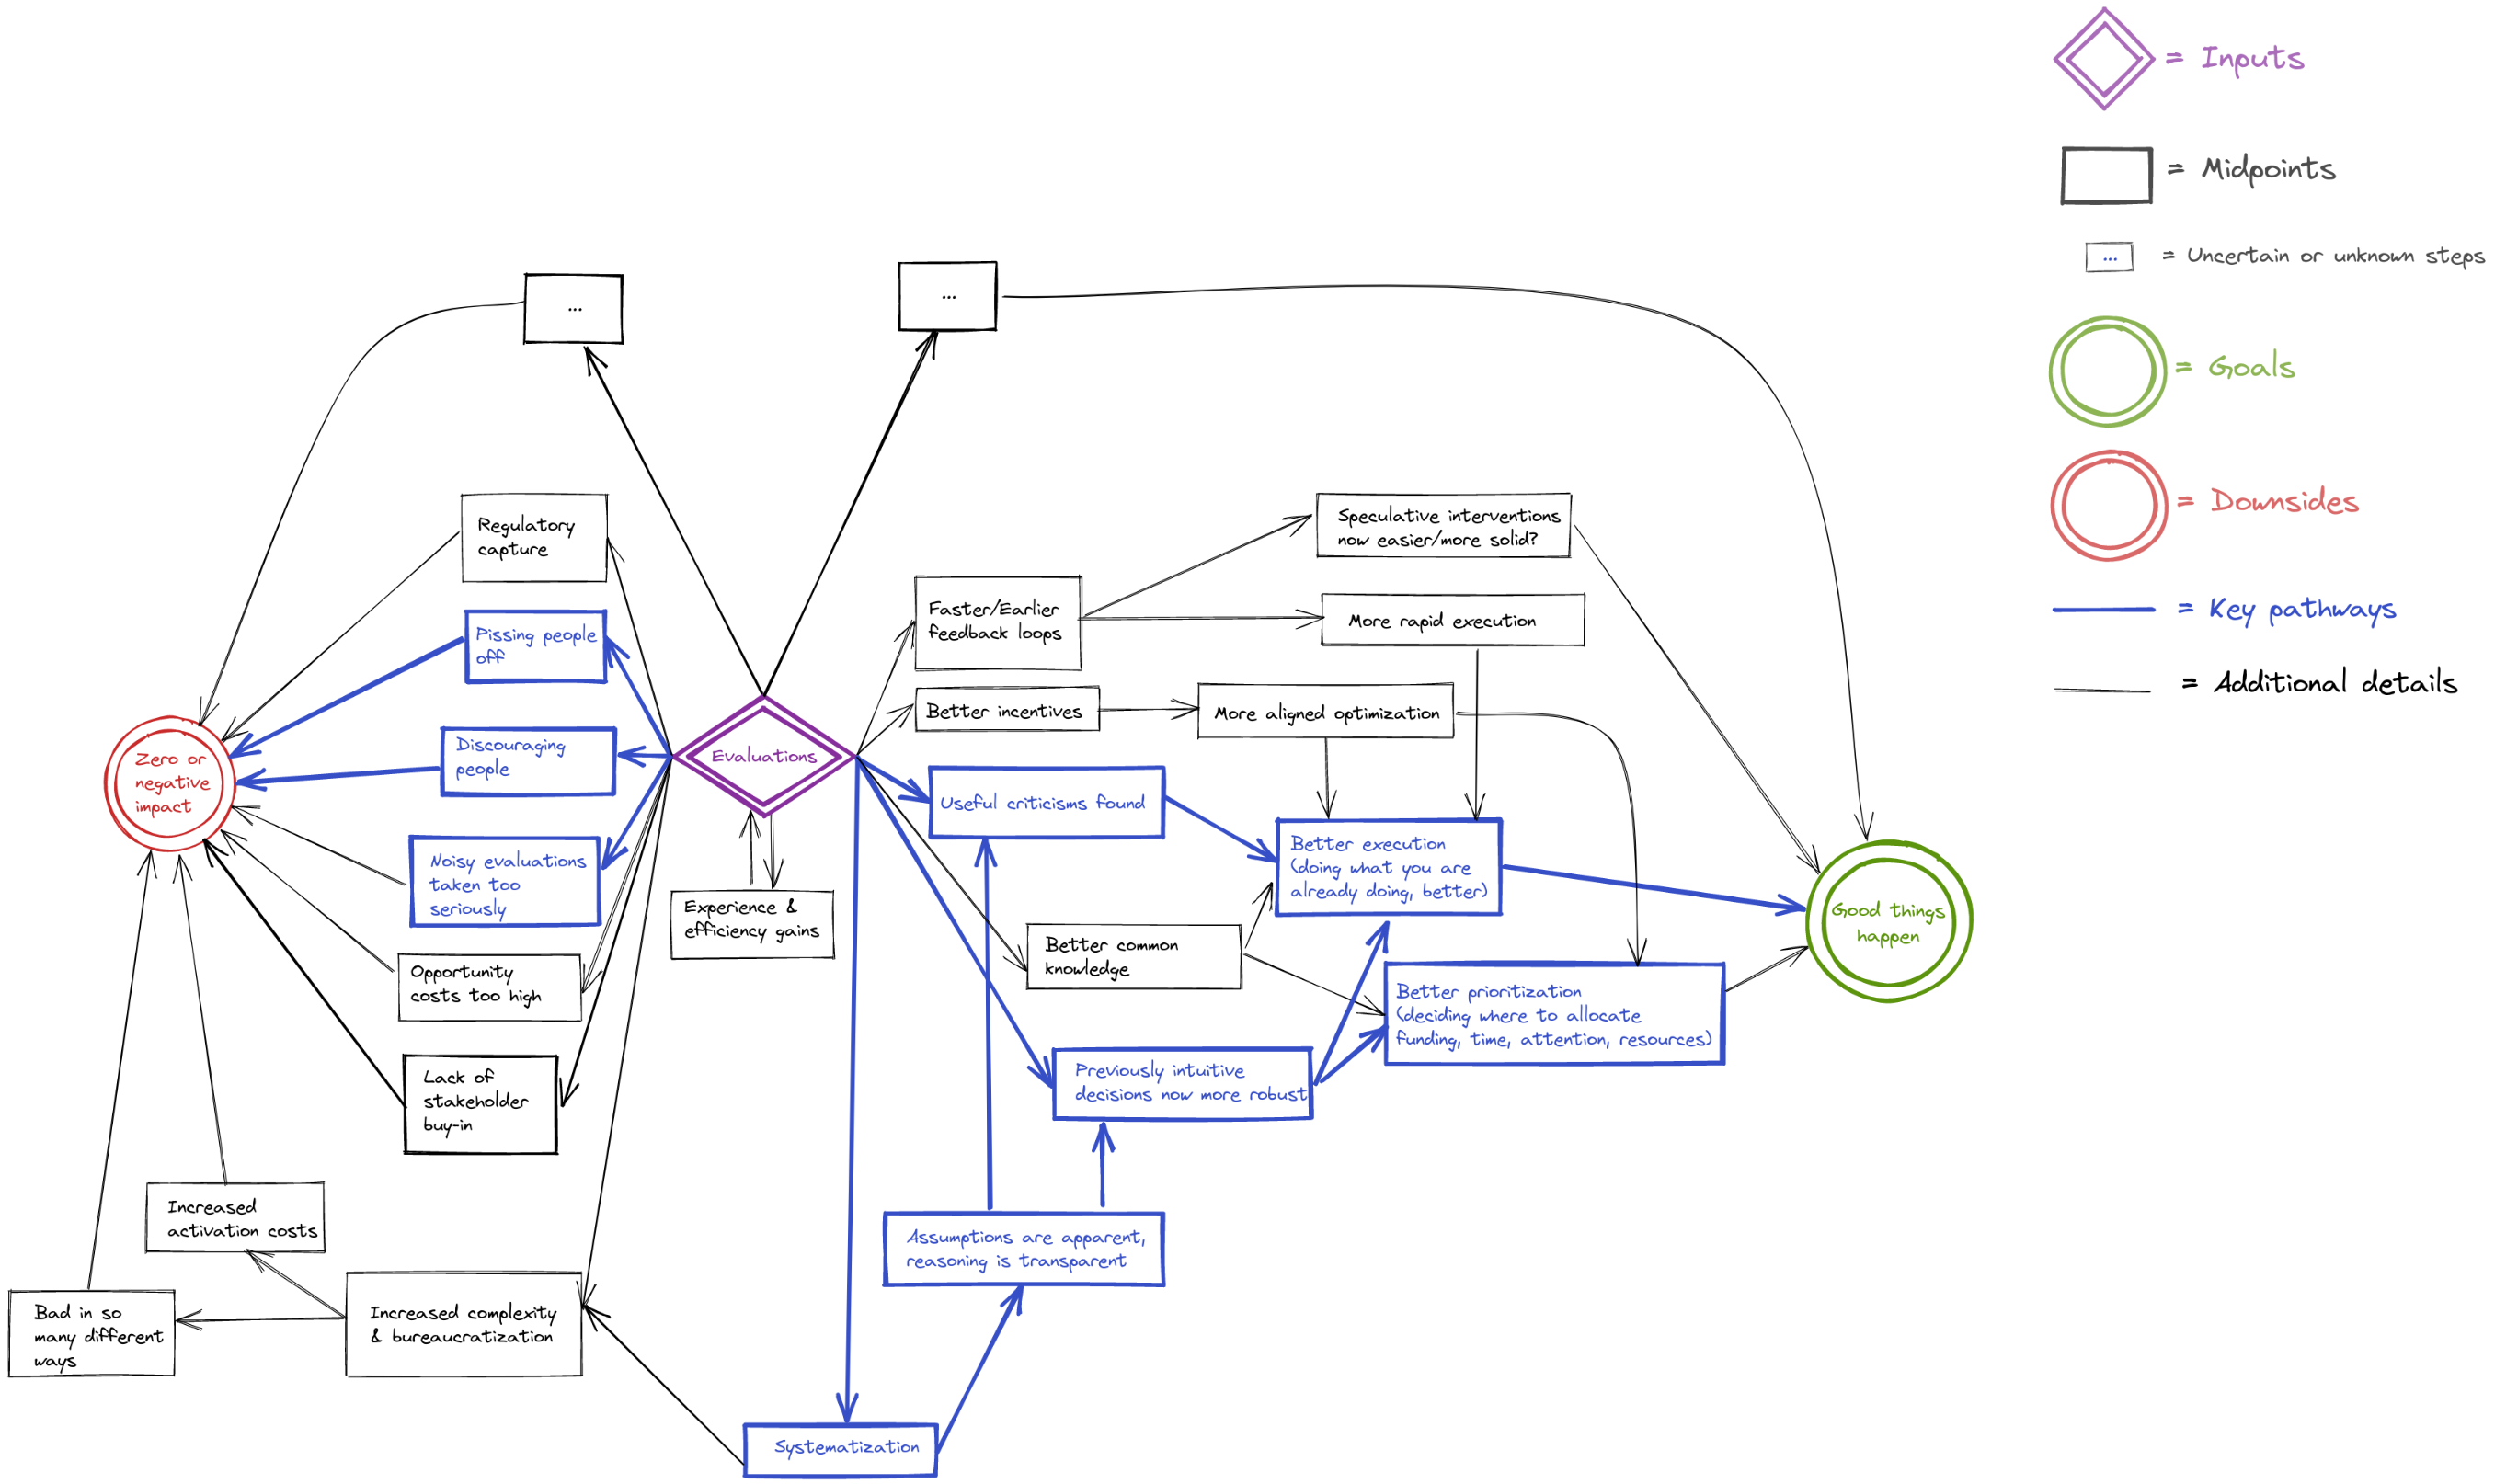 = Inputs
= Midpoints
...
= Uncertain or unknown steps
= Goals
= Downsides
= Key pathways
= Additional details
...
...
Regulatory
capture
Pissing people
off
Discouraging
people
Noisy evaluations
taken too
seriously
Opportunity
costs too high
Lack of
stakeholder
buy-in
Increased
activation costs
Bad in so
many different
ways
Increased complexity
& bureaucratization
Zero or
negative
impact
Evaluations
Experience &
efficiency gains
Faster/Earlier
feedback loops
Speculative interventions
now easier/more solid?
More rapid execution
Better incentives
More aligned optimization
Useful criticisms found
Better execution
(doing what you are
already doing, better)
Better common
knowledge
Better prioritization
(deciding where to allocate
funding, time, attention, resources)
Previously intuitive
decisions now more robust
Assumptions are apparent,
reasoning is transparent
Systematization
Good things
happen